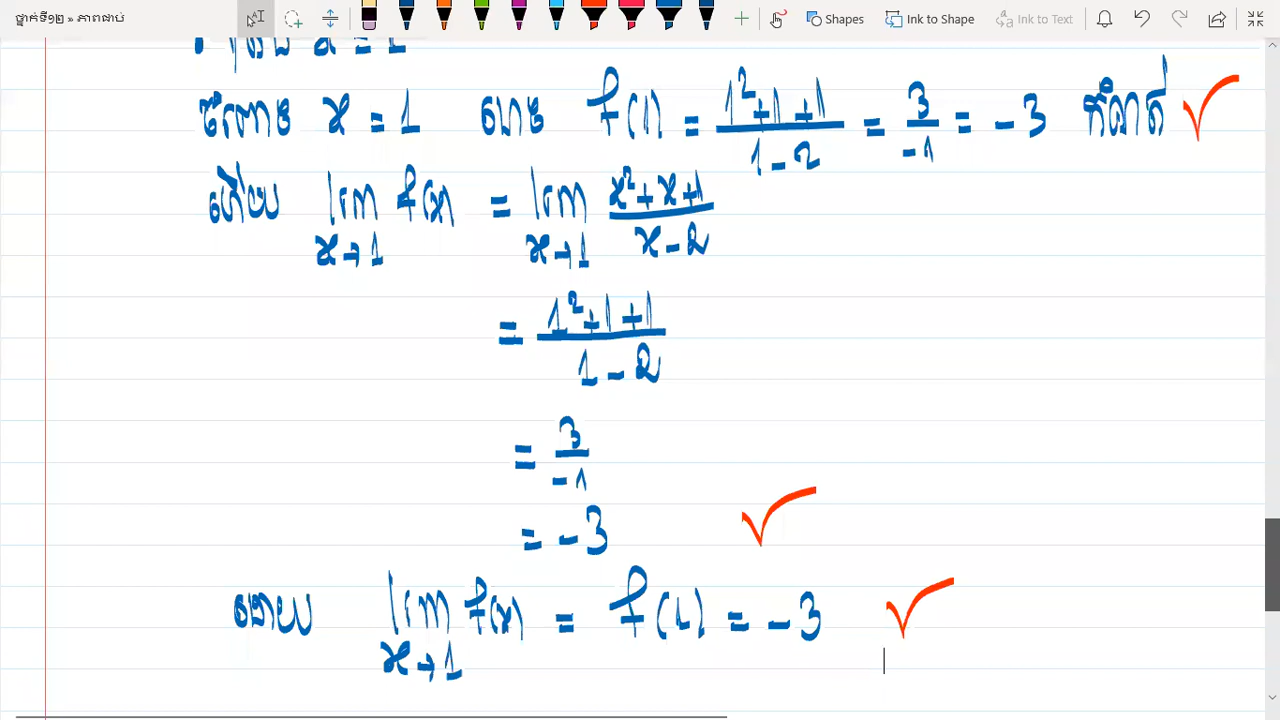 ថ្នាក់ទី១២ » ភាពជាប់
Shapes Ink to Shape Ink to Text
x = 1
ចំពោះ x = 1 មាន f(1) = (1²+1+1)/(1-2) = 3/-1 = -3 កំណត់ ✓
ហើយ lim x→1 f(x) = lim x→1 (x²+x+1)/(x-2)
= (1²+1+1)/(1-2)
= 3/-1
= -3 ✓
ដោយ lim x→1 f(x) = f(1) = -3 ✓